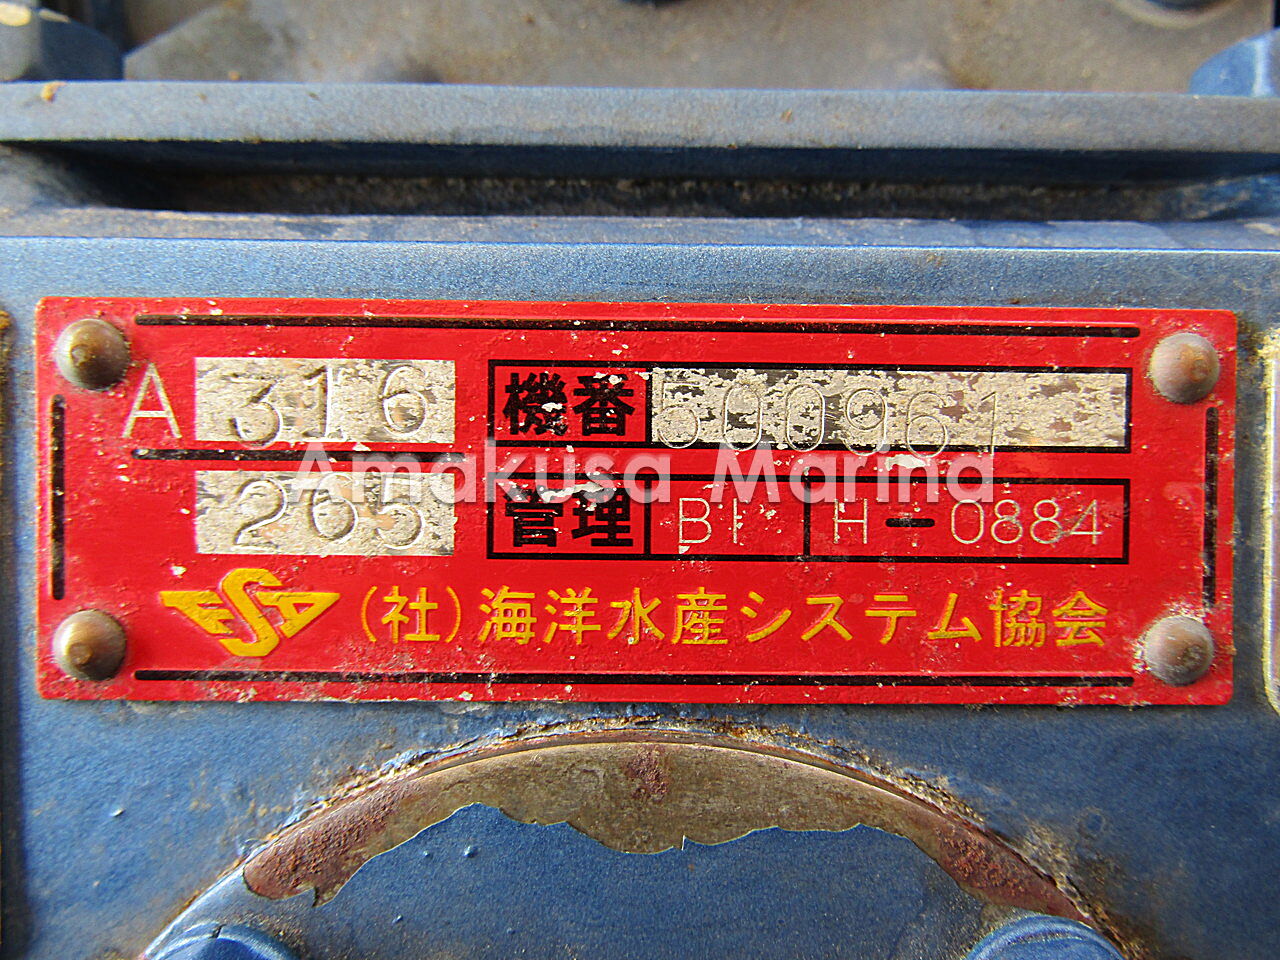 A 316 機番 500961
Amakusa Marina
265 管理 BI H-0884
FSA (社)海洋水産システム協会